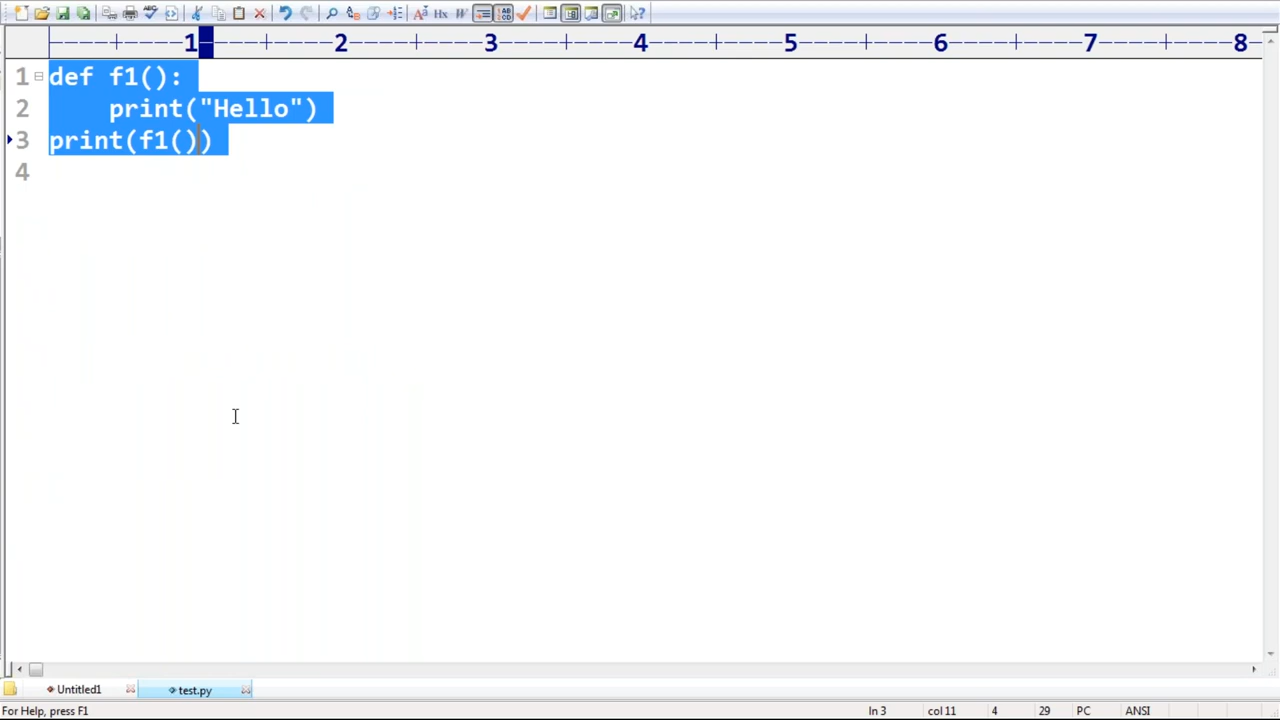 ----+----1----+----2----+----3----+----4----+----5----+----6----+----7----+----8
1 def f1():
2     print("Hello")
3 print(f1())
4
Untitled1 test.py
For Help, press F1 ln 3 col 11 4 29 PC ANSI